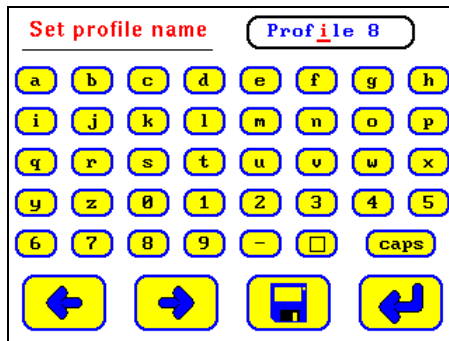 Set profile name Profile 8
a b c d e f g h
i j k l m n o p
q r s t u v w x
y z 0 1 2 3 4 5
6 7 8 9 - □ caps